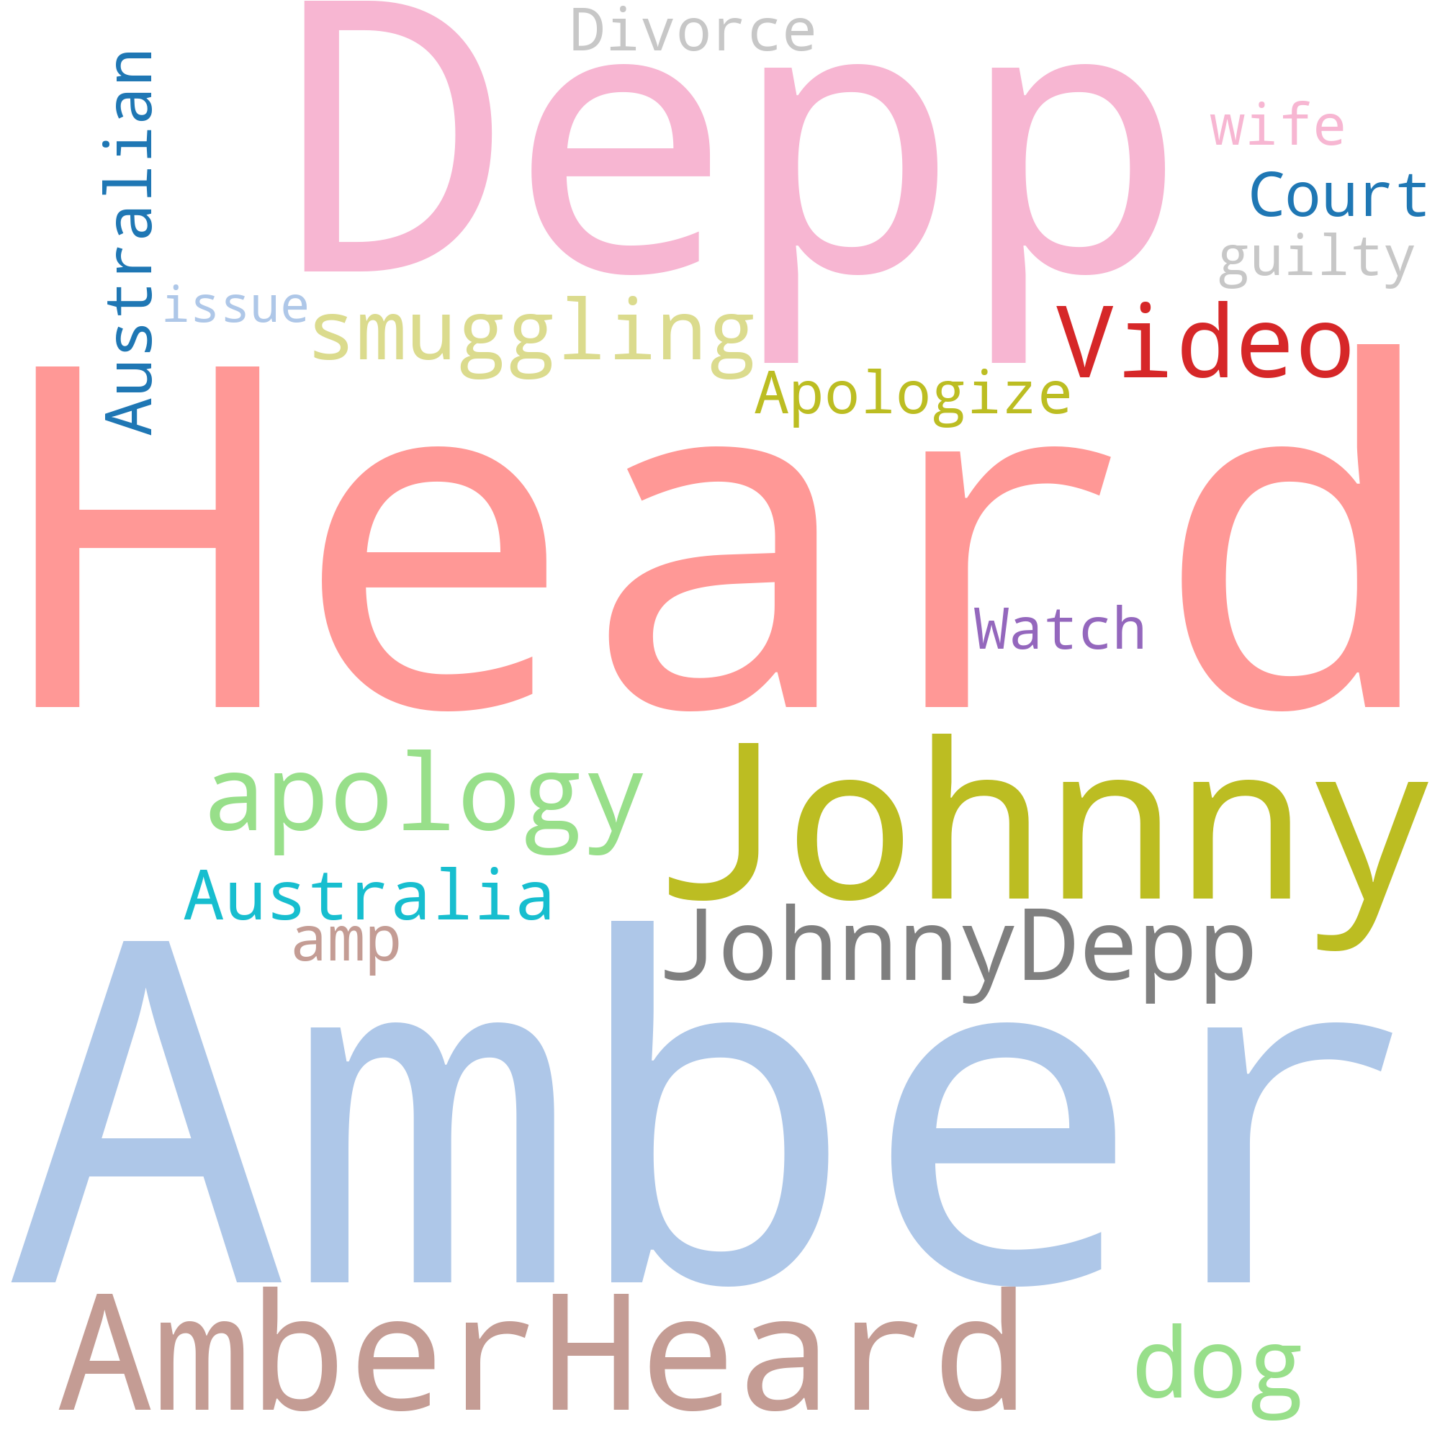 Divorce
Depp
wife
Court
guilty
Australian
issue
smuggling
Video
Apologize
Heard
Watch
apology
Johnny
Australia
amp
JohnnyDepp
Amber
AmberHeard
dog